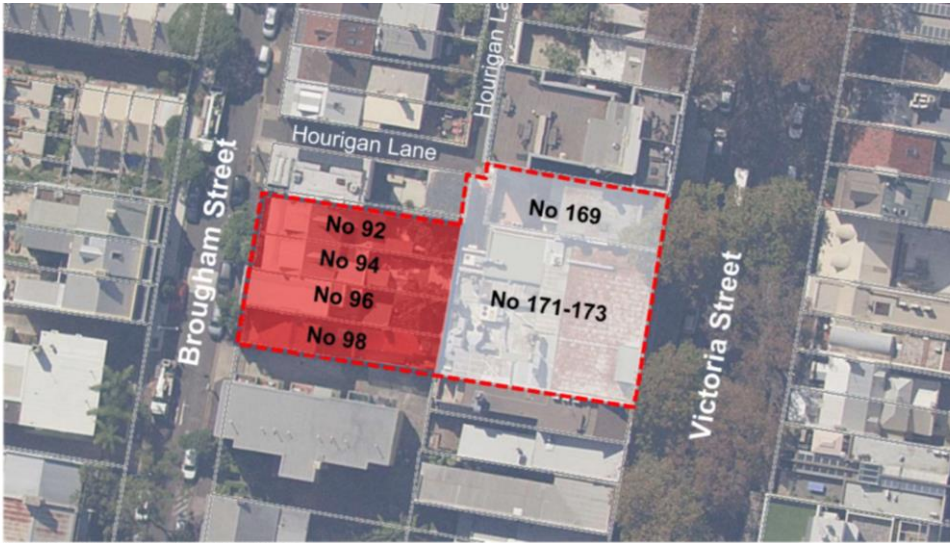 Hourigan La
Hourigan Lane
Brougham Street
No 92
No 94
No 96
No 98
No 169
No 171-173
Victoria Street